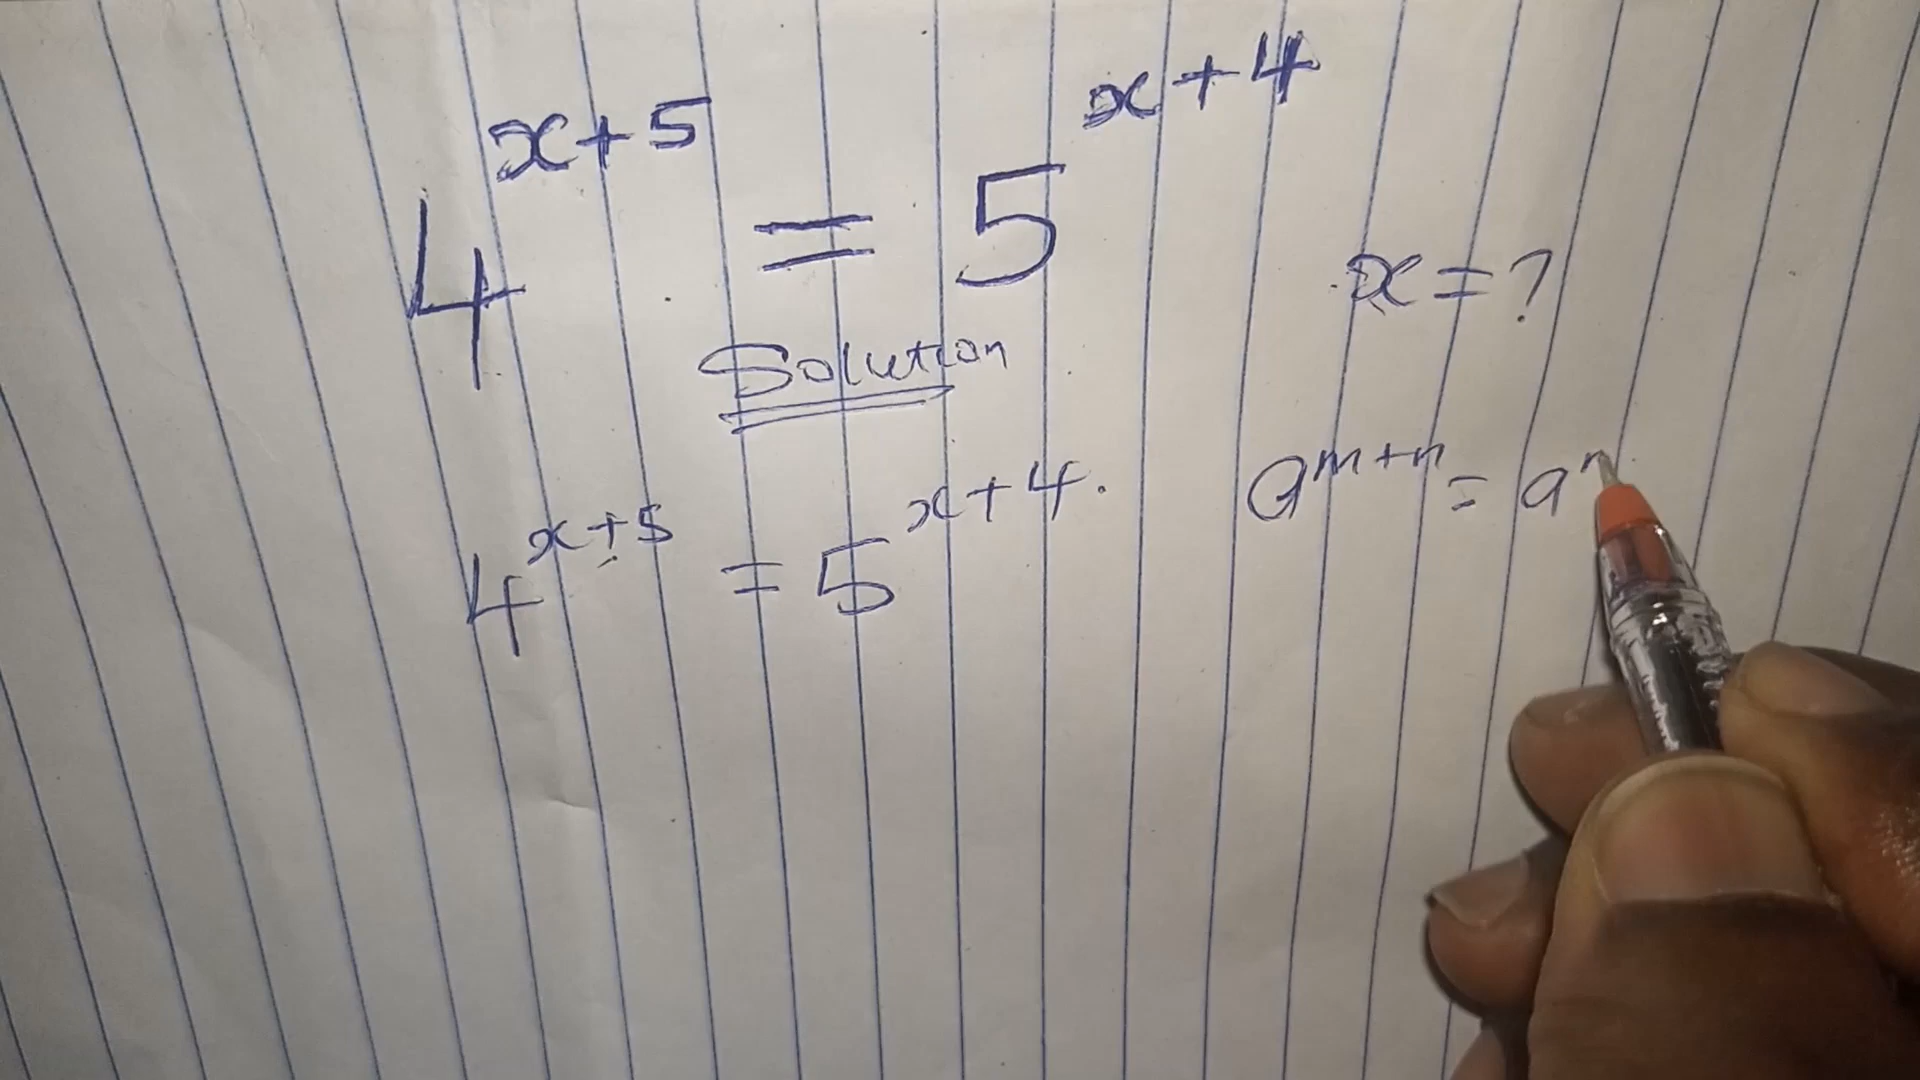 4^{x+5} = 5^{x+4}
x = ?
Solution
4^{x+5} = 5^{x+4}.
a^{m+n} = a